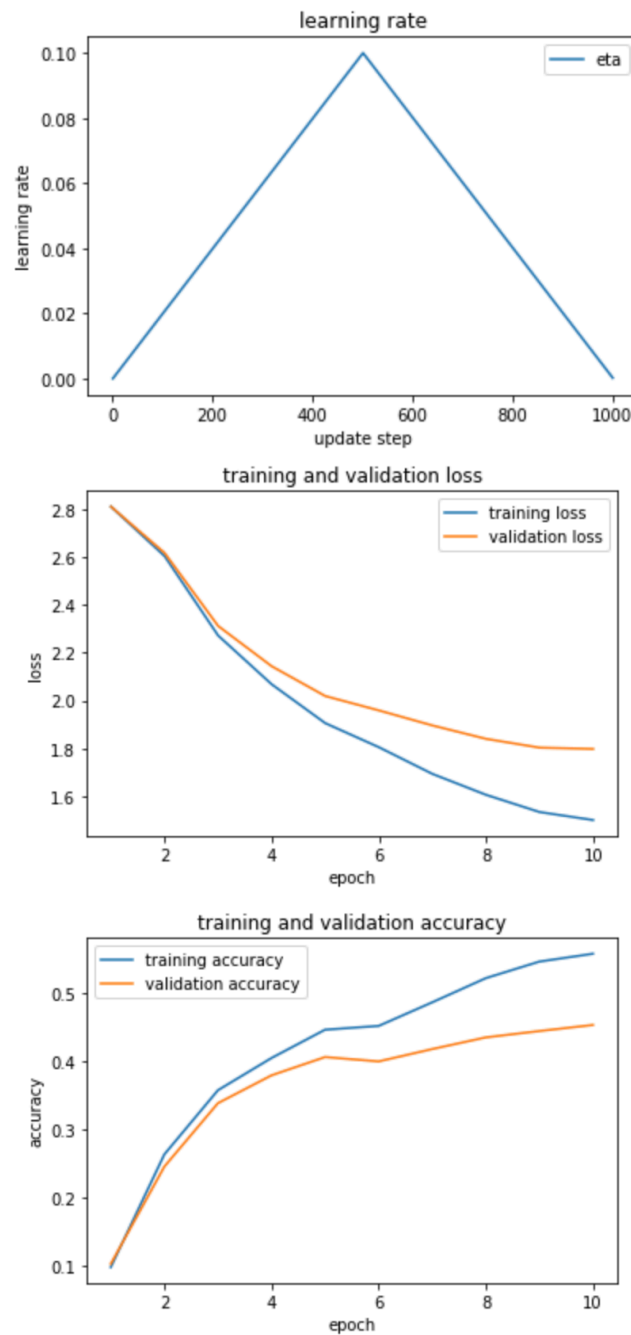 learning rate
0.10
eta
0.08
0.06
learning rate
0.04
0.02
0.00
0 200 400 600 800 1000
update step
training and validation loss
2.8
training loss
validation loss
2.6
2.4
2.2
loss
2.0
1.8
1.6
2 4 6 8 10
epoch
training and validation accuracy
training accuracy
validation accuracy
0.5
0.4
accuracy
0.3
0.2
0.1
2 4 6 8 10
epoch